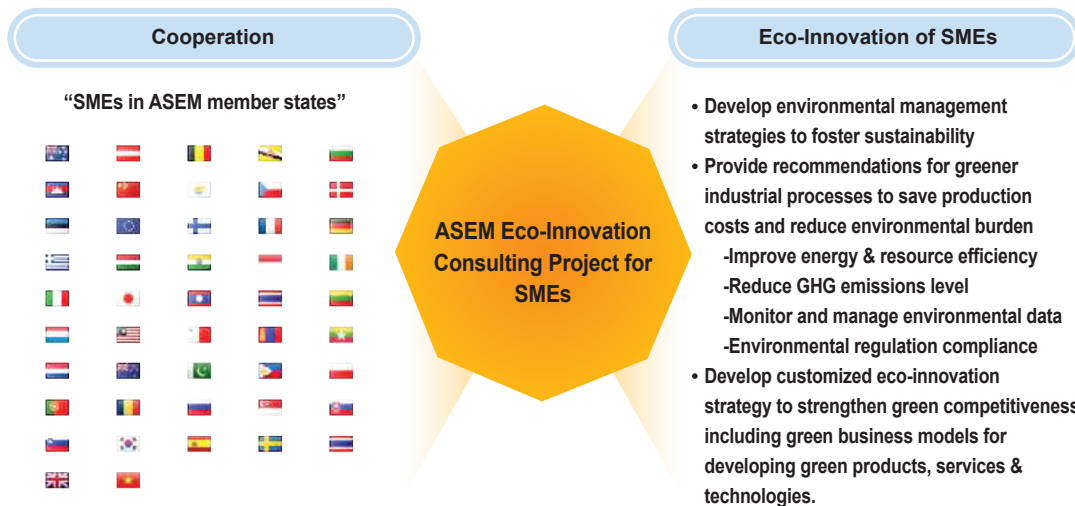 Cooperation
“SMEs in ASEM member states”
ASEM Eco-Innovation
Consulting Project for
SMEs
Eco-Innovation of SMEs
• Develop environmental management
strategies to foster sustainability
• Provide recommendations for greener
industrial processes to save production
costs and reduce environmental burden
-Improve energy & resource efficiency
-Reduce GHG emissions level
-Monitor and manage environmental data
-Environmental regulation compliance
• Develop customized eco-innovation
strategy to strengthen green competitiveness
including green business models for
developing green products, services &
technologies.